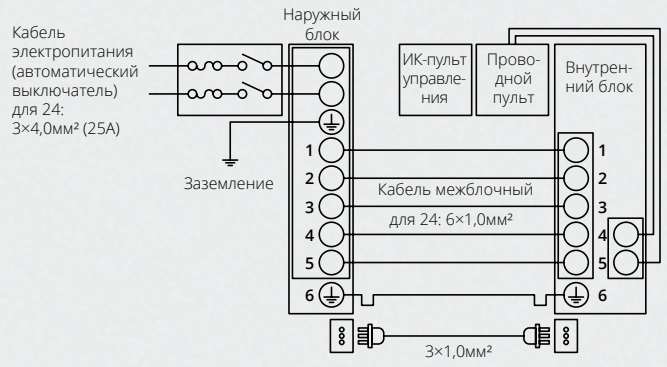 Кабель
электропитания
(автоматический
выключатель)
для 24:
3×4,0мм² (25А)
Наружный
блок
ИК-пульт
управле-
ния
Прово-
дной
пульт
Внутрен-
ний блок
Заземление
1
2
3
4
5
6
Кабель межблочный
для 24: 6×1,0мм²
1
2
3
4
5
6
3×1,0мм²